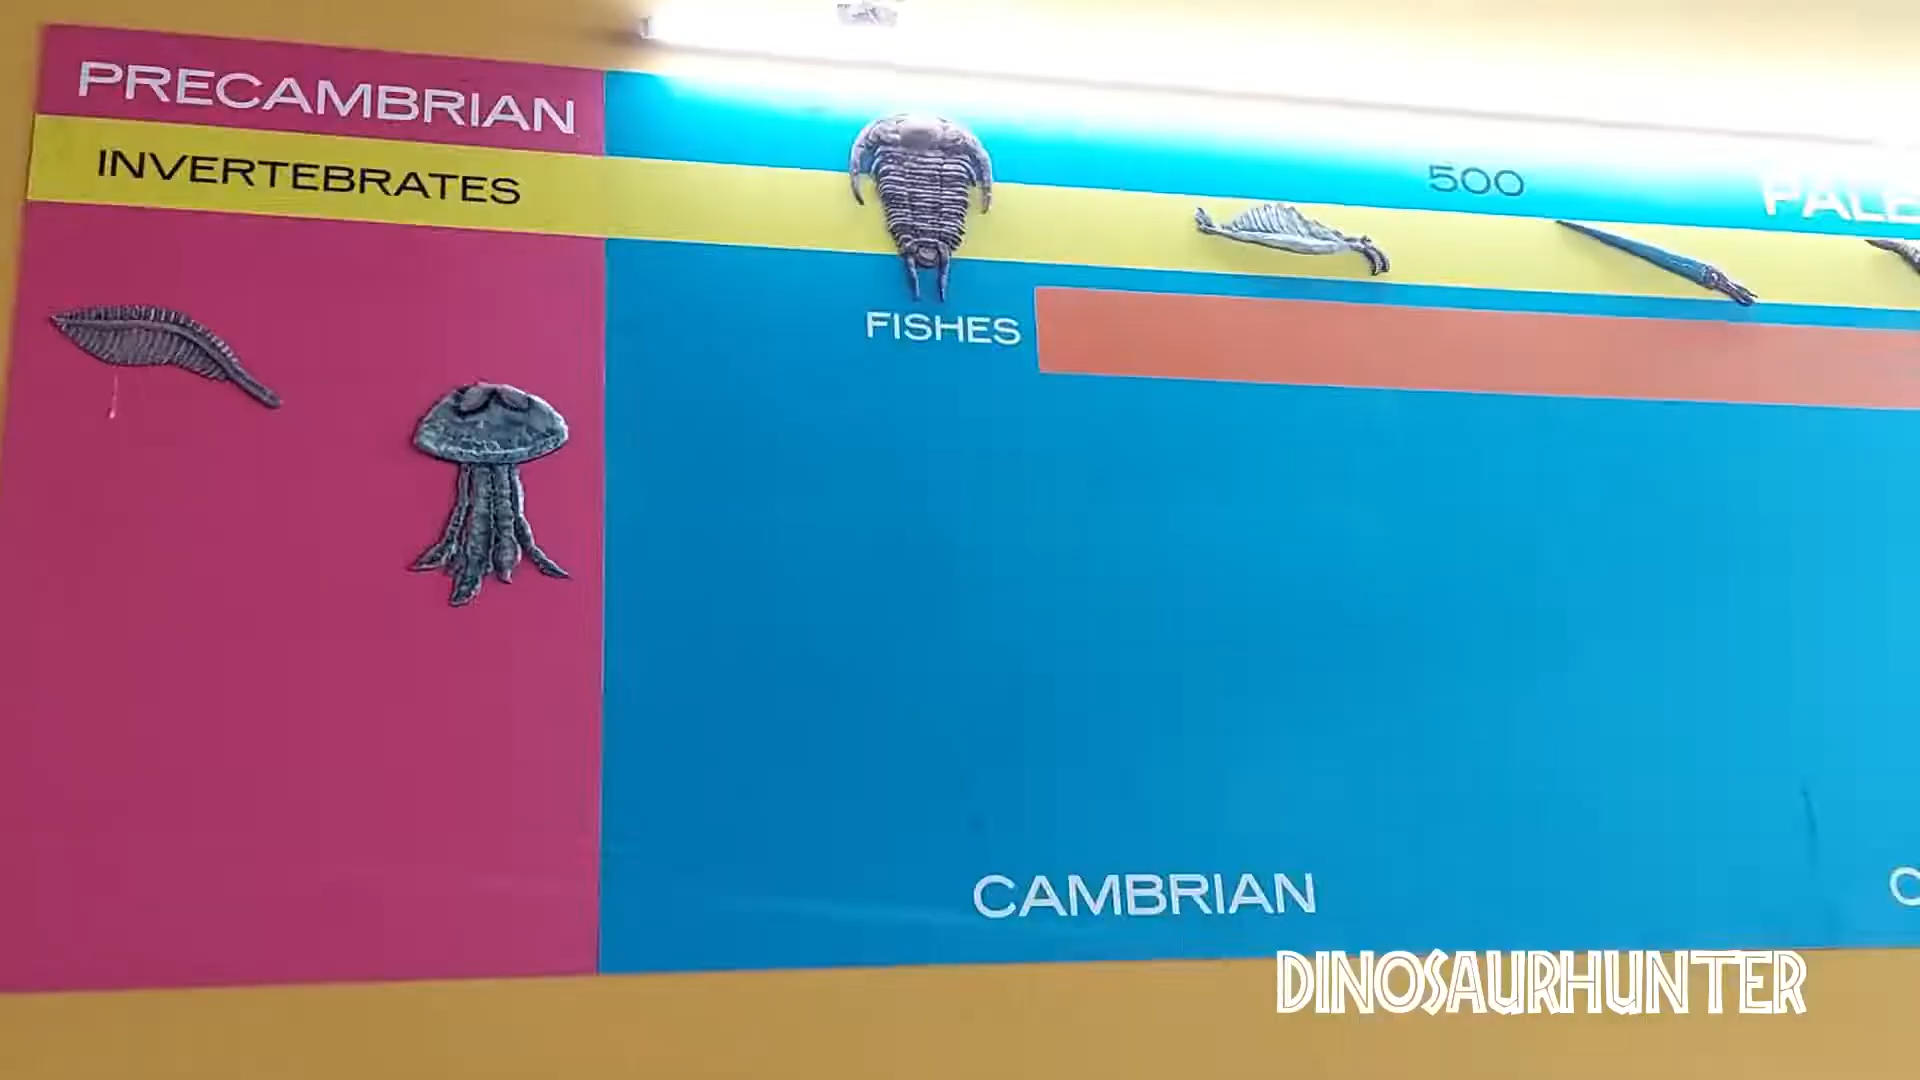 PRECAMBRIAN
INVERTEBRATES
500
FISHES
CAMBRIAN
DINOSAURHUNTER